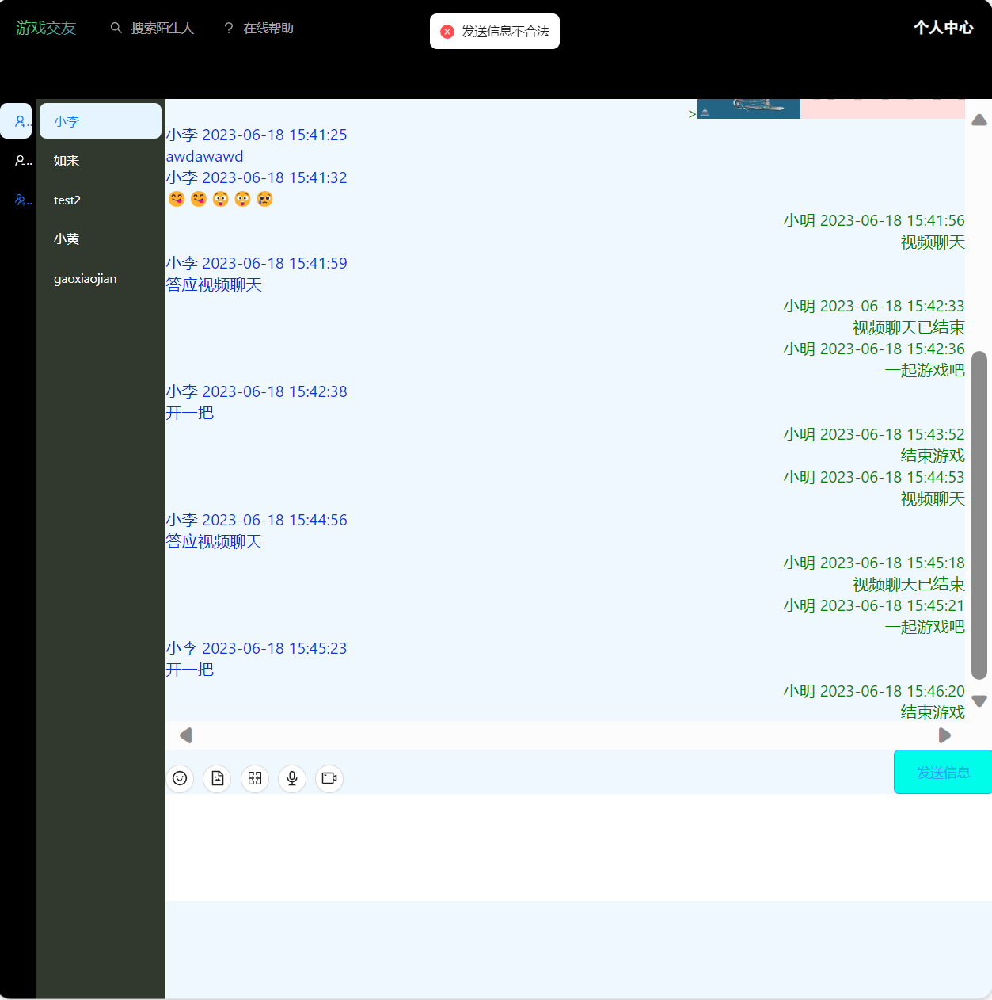 游戏交友
搜索陌生人
? 在线帮助
发送信息不合法
个人中心
小李
如来
test2
小黄
gaoxiaojian
>
小李 2023-06-18 15:41:25
awdawawd
小李 2023-06-18 15:41:32
😋 😋 😲 😲 😢
小明 2023-06-18 15:41:56
视频聊天
小李 2023-06-18 15:41:59
答应视频聊天
小明 2023-06-18 15:42:33
视频聊天已结束
小明 2023-06-18 15:42:36
一起游戏吧
小李 2023-06-18 15:42:38
开一把
小明 2023-06-18 15:43:52
结束游戏
小明 2023-06-18 15:44:53
视频聊天
小李 2023-06-18 15:44:56
答应视频聊天
小明 2023-06-18 15:45:18
视频聊天已结束
小明 2023-06-18 15:45:21
一起游戏吧
小李 2023-06-18 15:45:23
开一把
小明 2023-06-18 15:46:20
结束游戏
发送信息